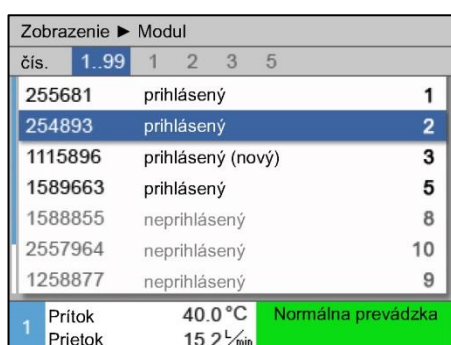 Zobrazenie ► Modul
čís. 1..99 1 2 3 5
255681 prihlásený 1
254893 prihlásený 2
1115896 prihlásený (nový) 3
1589663 prihlásený 5
1588855 neprihlásený 8
2557964 neprihlásený 10
1258877 neprihlásený 9
1 Prítok 40.0 °C Normálna prevádzka
Prietok 15.2 L/min